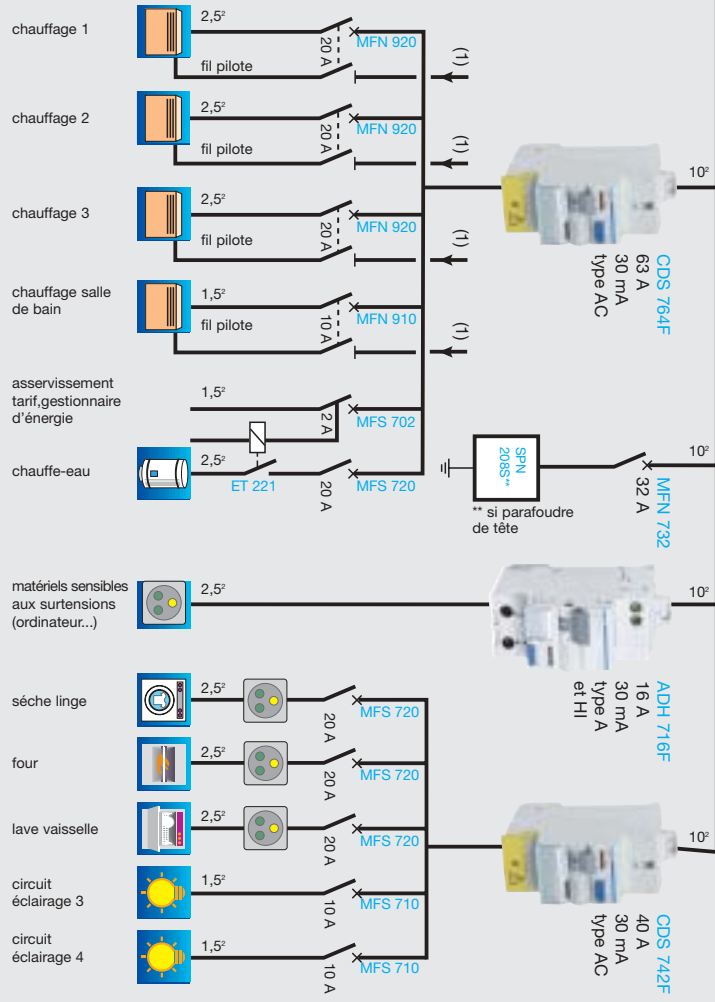 chauffage 1
2,5²
20 A
MFN 920
fil pilote
(1)
chauffage 2
2,5²
20 A
MFN 920
fil pilote
(1)
10²
CDS 764F
63 A
30 mA
type AC
chauffage 3
2,5²
20 A
MFN 920
fil pilote
(1)
chauffage salle
de bain
1,5²
10 A
MFN 910
fil pilote
(1)
asservissement
tarif,gestionnaire
d'énergie
1,5²
2 A
MFS 702
chauffe-eau
2,5²
ET 221
20 A
MFS 720
SPN
208S**
** si parafoudre
de tête
MFN 732
32 A
10²
matériels sensibles
aux surtensions
(ordinateur...)
2,5²
10²
ADH 716F
16 A
30 mA
type A
et HI
séche linge
2,5²
20 A
MFS 720
four
2,5²
20 A
MFS 720
lave vaisselle
2,5²
20 A
MFS 720
10²
CDS 742F
40 A
30 mA
type AC
circuit
éclairage 3
1,5²
10 A
MFS 710
circuit
éclairage 4
1,5²
10 A
MFS 710